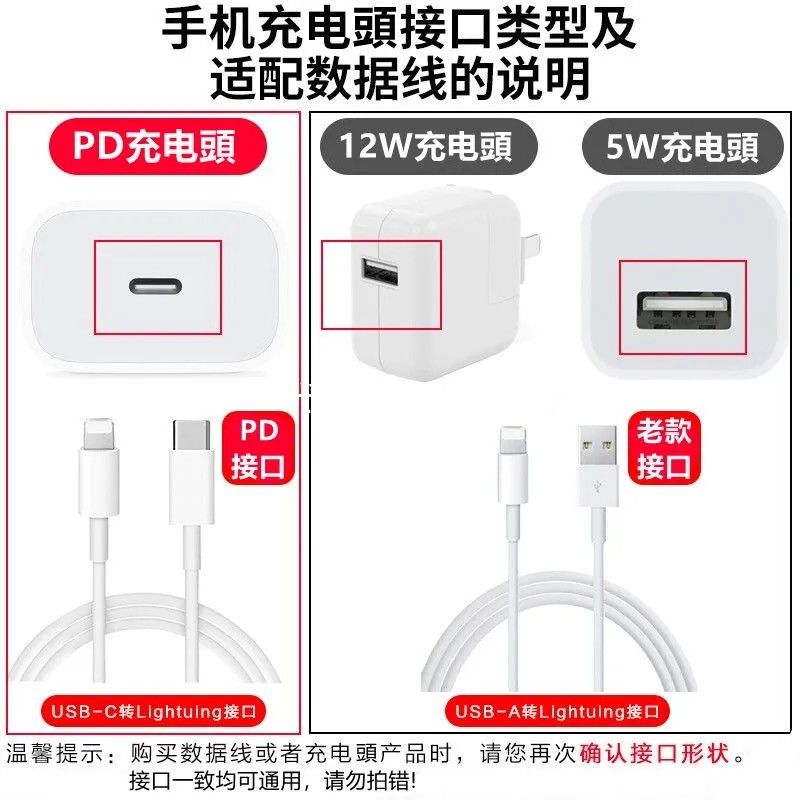 手机充电頭接口类型及
适配数据线的说明
PD充电頭
12W充电頭
5W充电頭
PD
接口
老款
接口
USB-C转Lightuing接口
USB-A转Lightuing接口
温馨提示：购买数据线或者充电頭产品时，请您再次确认接口形状。
接口一致均可通用，请勿拍错!